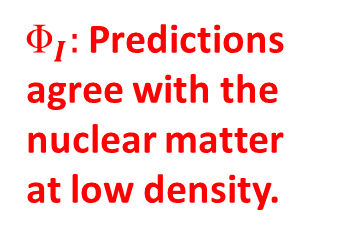 Φ_I: Predictions
agree with the
nuclear matter
at low density.